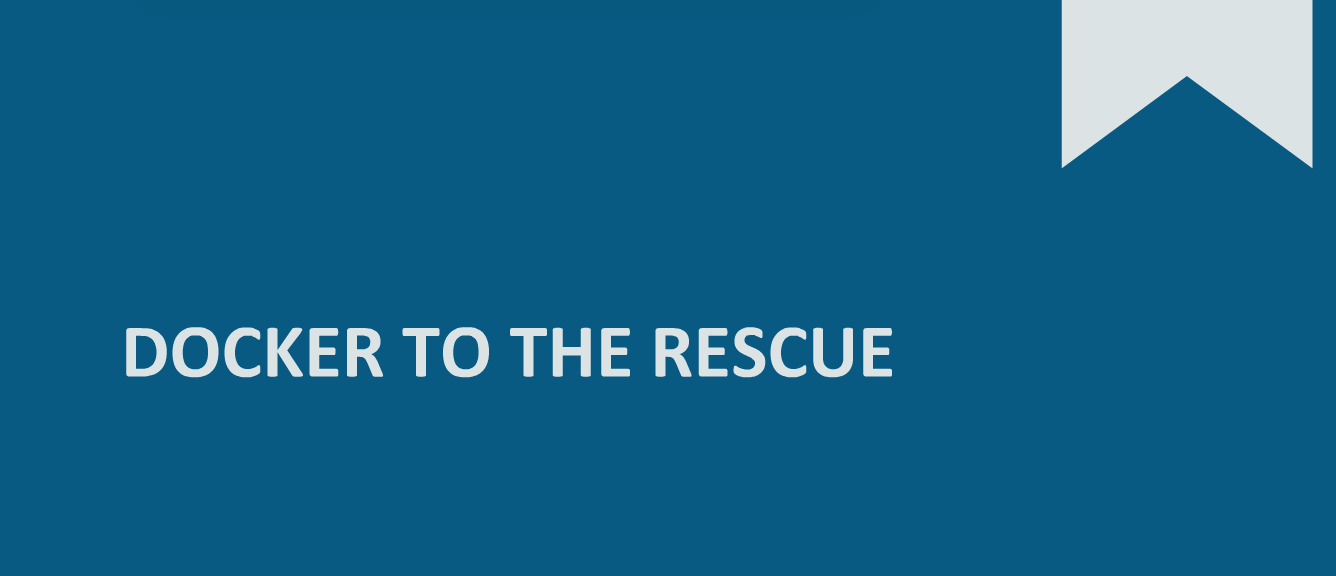 DOCKER TO THE RESCUE